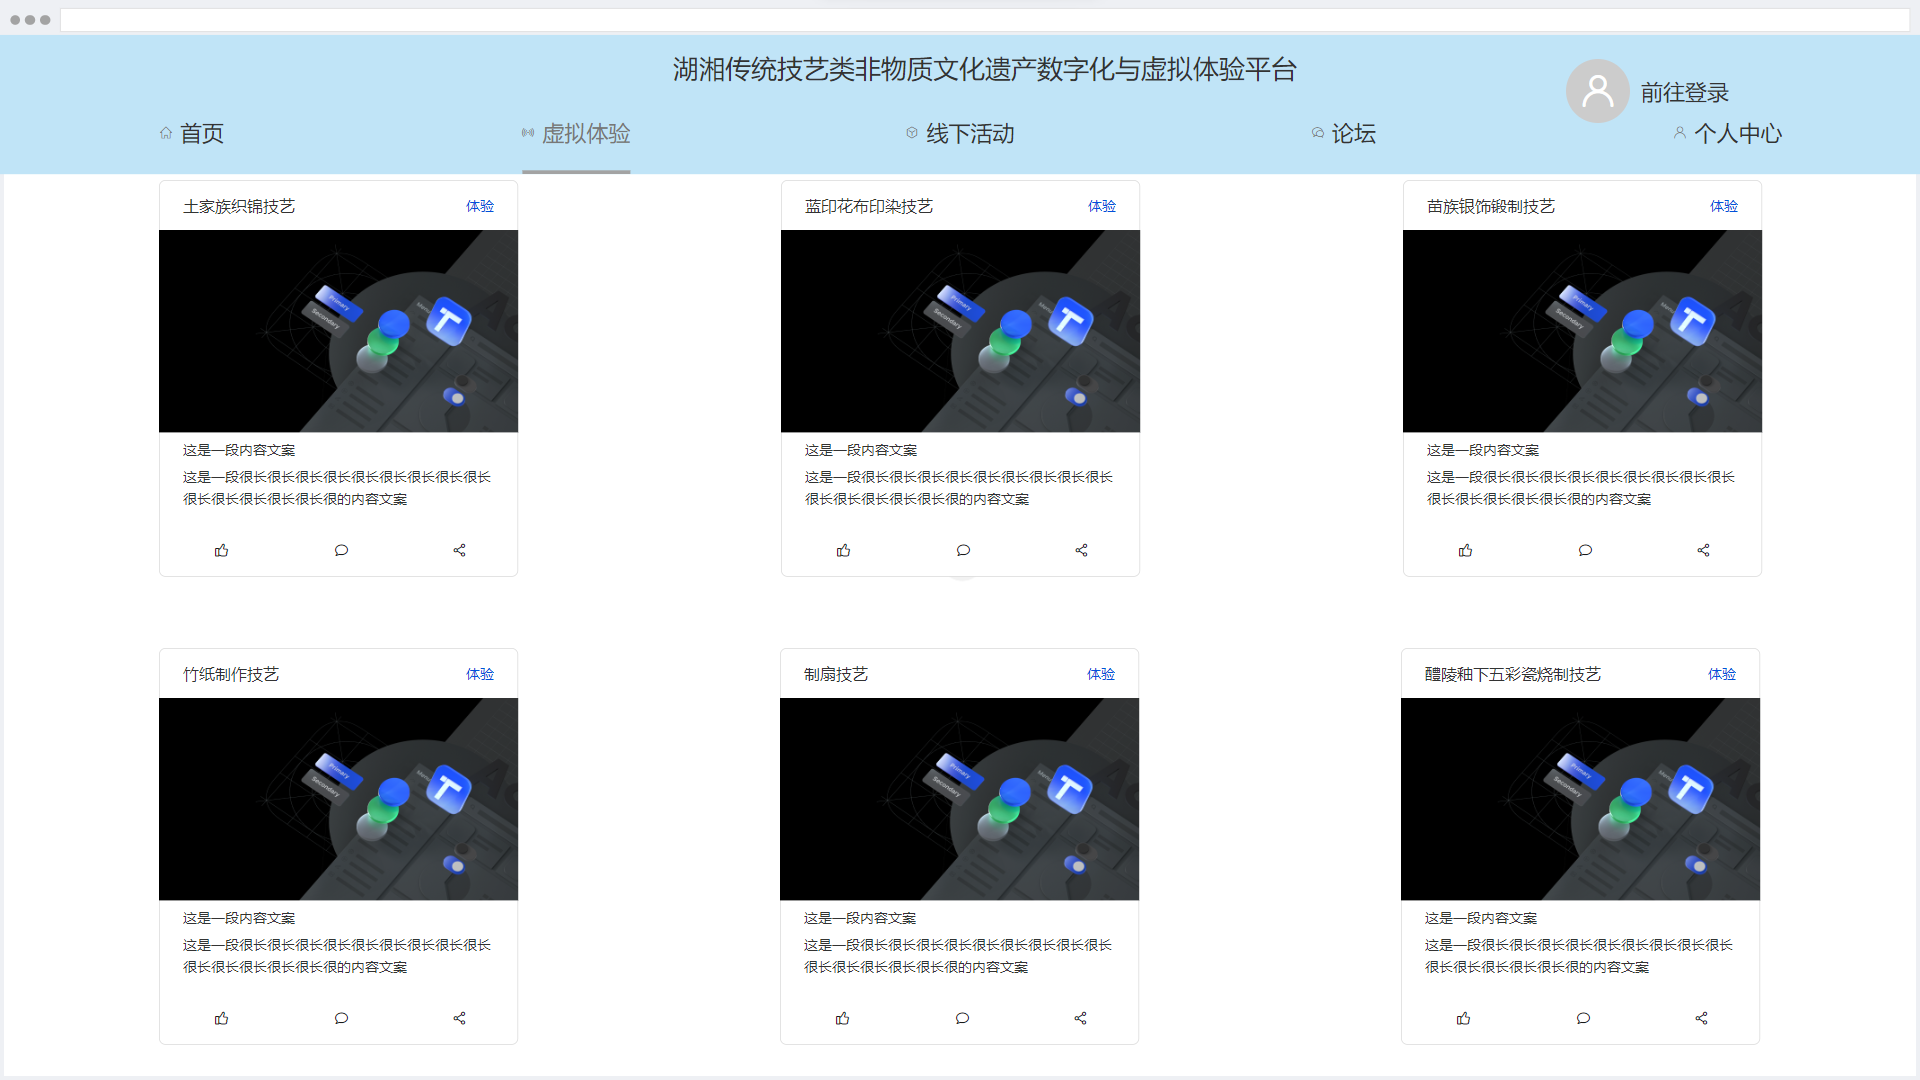 湖湘传统技艺类非物质文化遗产数字化与虚拟体验平台
前往登录
首页
虚拟体验
线下活动
论坛
个人中心
土家族织锦技艺
体验
Primary
Secondary
这是一段内容文案
这是一段很长很长很长很长很长很长很长很长很长
很长很长很长很长很长很的内容文案
蓝印花布印染技艺
体验
Primary
Secondary
这是一段内容文案
这是一段很长很长很长很长很长很长很长很长很长
很长很长很长很长很长很的内容文案
苗族银饰锻制技艺
体验
Primary
Secondary
这是一段内容文案
这是一段很长很长很长很长很长很长很长很长很长
很长很长很长很长很长很的内容文案
竹纸制作技艺
体验
Primary
Secondary
这是一段内容文案
这是一段很长很长很长很长很长很长很长很长很长
很长很长很长很长很长很的内容文案
制扇技艺
体验
Primary
Secondary
这是一段内容文案
这是一段很长很长很长很长很长很长很长很长很长
很长很长很长很长很长很的内容文案
醴陵釉下五彩瓷烧制技艺
体验
Primary
Secondary
这是一段内容文案
这是一段很长很长很长很长很长很长很长很长很长
很长很长很长很长很长很的内容文案